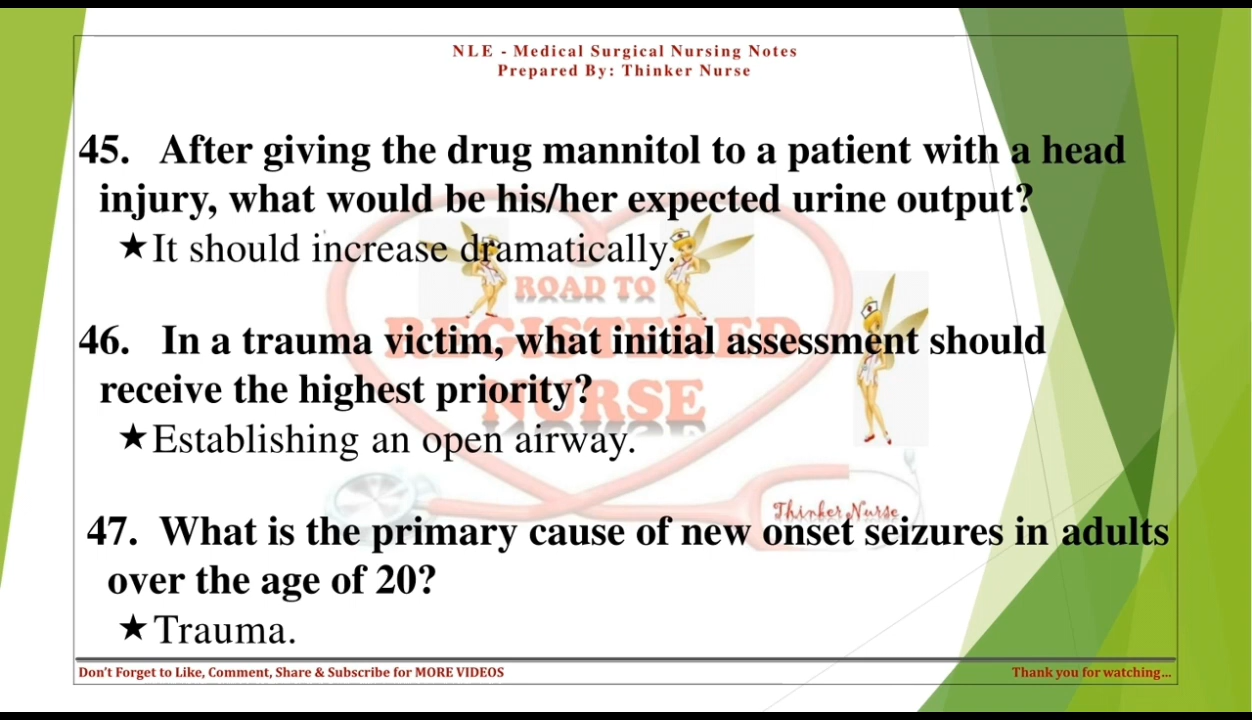 NLE - Medical Surgical Nursing Notes
Prepared By: Thinker Nurse
45. After giving the drug mannitol to a patient with a head
injury, what would be his/her expected urine output?
★It should increase dramatically.
ROAD TO
REGISTERED
46. In a trauma victim, what initial assessment should
receive the highest priority?
NURSE
★Establishing an open airway.
Thinker Nurse
47. What is the primary cause of new onset seizures in adults
over the age of 20?
★Trauma.
Don't Forget to Like, Comment, Share & Subscribe for MORE VIDEOS
Thank you for watching...